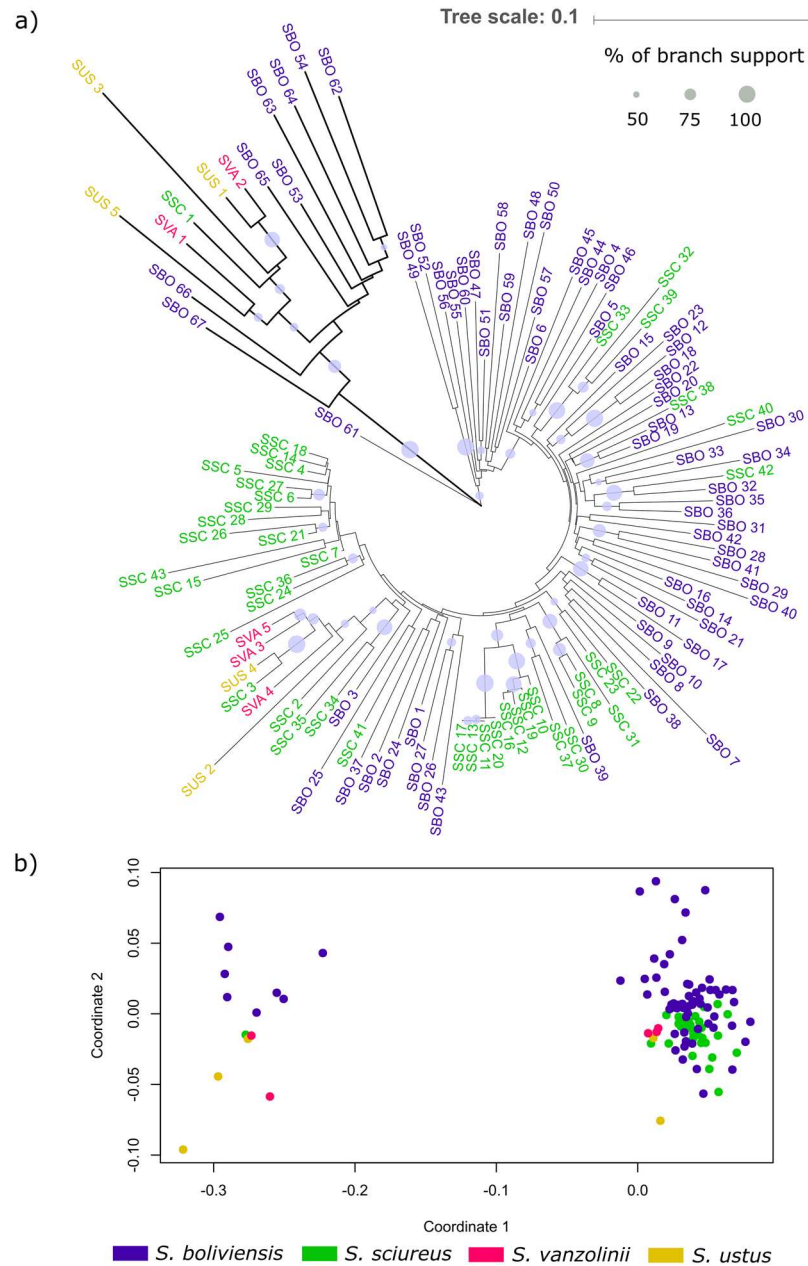 a)
Tree scale: 0.1
% of branch support
50 75 100
SUS 3
SUS 5
SVA 1
SSC 1
SUS 1
SVA 2
SBO 65
SBO 53
SBO 63
SBO 64
SBO 54
SBO 62
SBO 66
SBO 67
SBO 61
SBO 49
SBO 52
SBO 56
SBO 55
SBO 60
SBO 47
SBO 51
SBO 58
SBO 59
SBO 48
SBO 50
SBO 57
SBO 6
SBO 45
SBO 44
SBO 4
SBO 46
SBO 5
SSC 33
SSC 32
SSC 39
SBO 15
SBO 23
SBO 12
SBO 18
SBO 22
SBO 20
SSC 38
SBO 13
SBO 19
SSC 40
SBO 30
SBO 33
SBO 34
SSC 42
SBO 32
SBO 35
SBO 36
SBO 31
SBO 42
SBO 28
SBO 41
SBO 29
SBO 40
SBO 16
SBO 14
SBO 21
SBO 11
SBO 17
SBO 9
SBO 10
SBO 8
SBO 7
SBO 38
SSC 22
SSC 23
SSC 31
SSC 8
SSC 9
SBO 39
SSC 30
SSC 37
SSC 10
SSC 19
SSC 12
SSC 16
SSC 20
SSC 11
SSC 13
SSC 17
SBO 43
SBO 26
SBO 27
SBO 1
SBO 24
SBO 2
SBO 37
SSC 41
SBO 25
SBO 3
SSC 34
SSC 35
SSC 2
SUS 2
SVA 4
SSC 3
SUS 4
SVA 3
SVA 5
SSC 25
SSC 24
SSC 36
SSC 7
SSC 15
SSC 43
SSC 21
SSC 26
SSC 28
SSC 29
SSC 6
SSC 27
SSC 5
SSC 4
SSC 14
SSC 18
b)
Coordinate 2
0.10
0.05
0.00
-0.05
-0.10
-0.3 -0.2 -0.1 0.0
Coordinate 1
S. boliviensis S. sciureus S. vanzolinii S. ustus